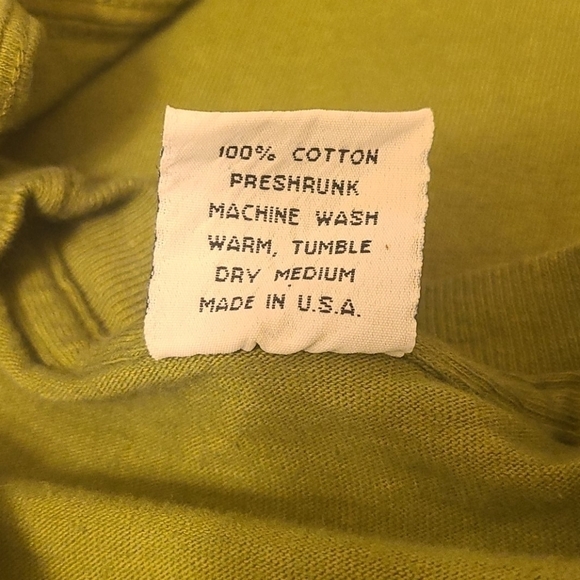 100% COTTON
PRESHRUNK
MACHINE WASH
WARM, TUMBLE
DRY MEDIUM
MADE IN U.S.A.